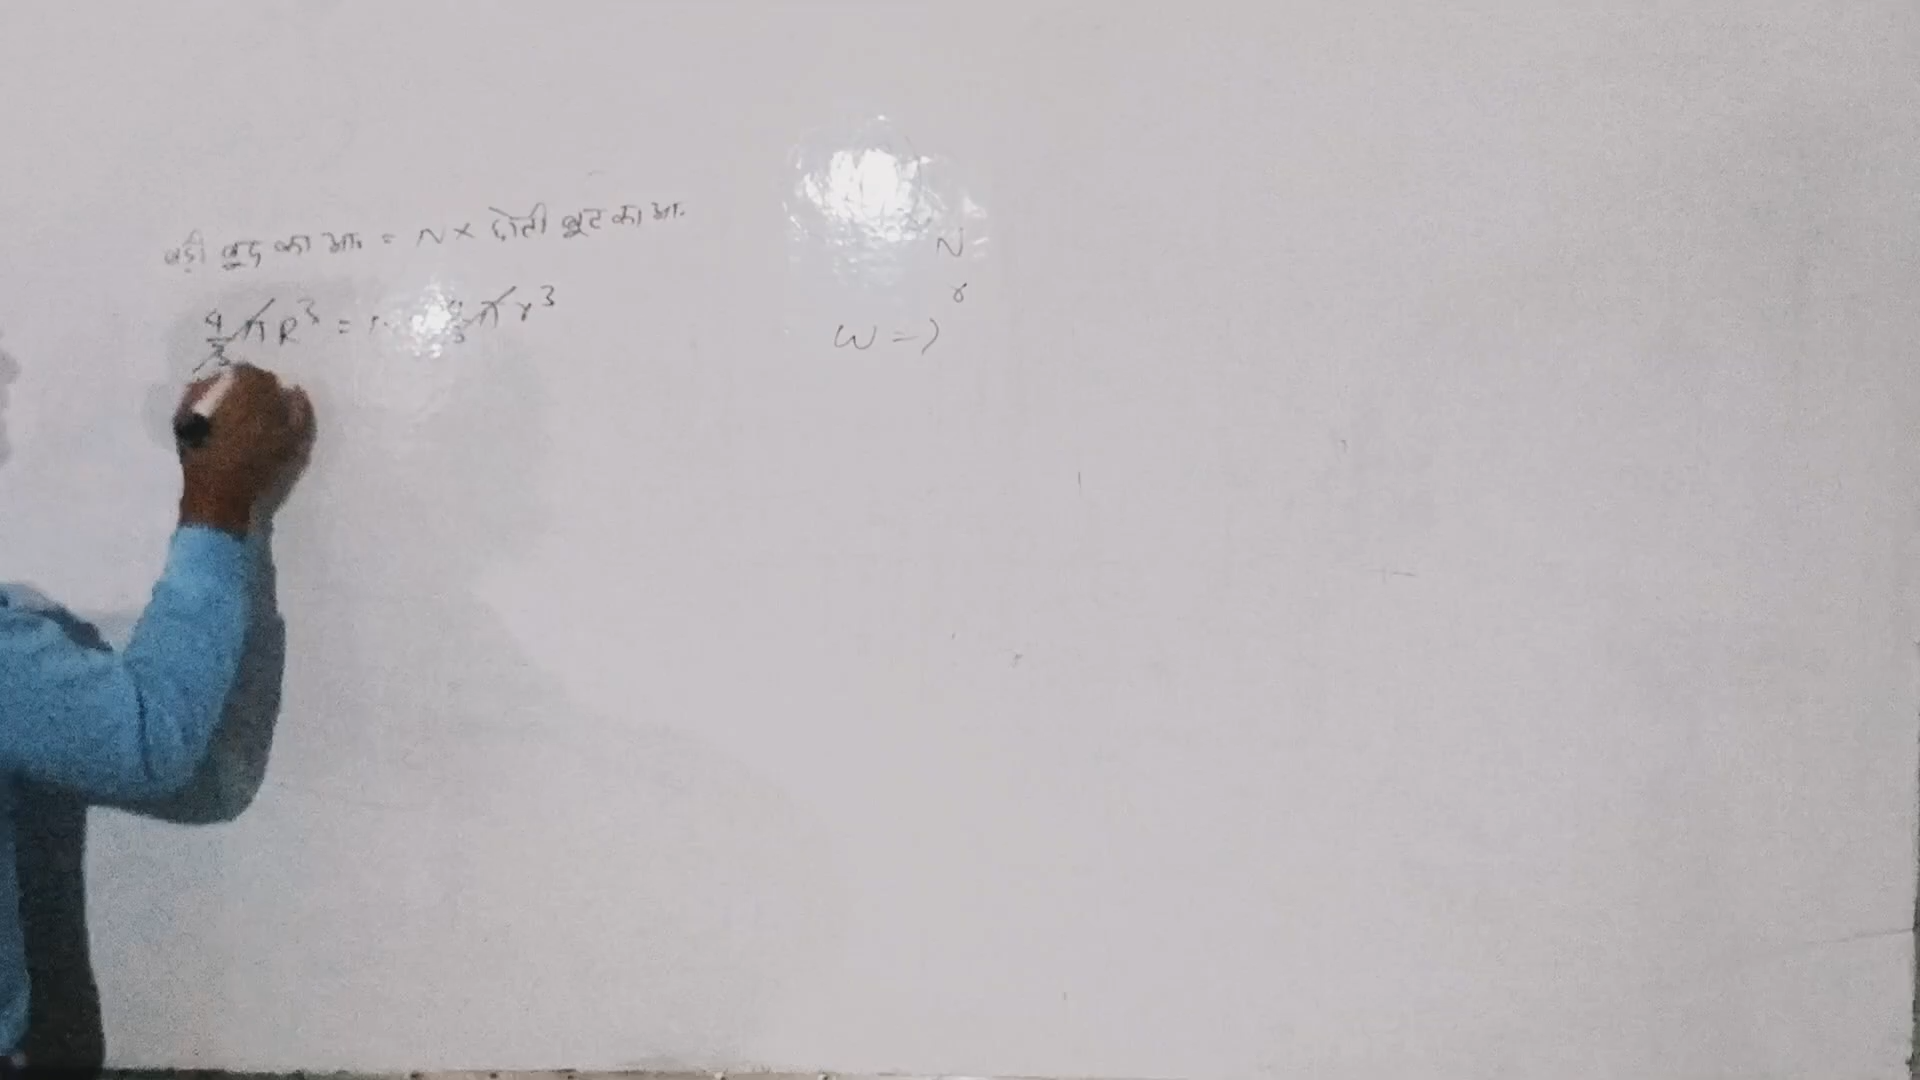 बड़ी बूद का आ. = N × छोटी बूद का आ.
4/3 π R³ = 4/3 π r³
N
r
W =>